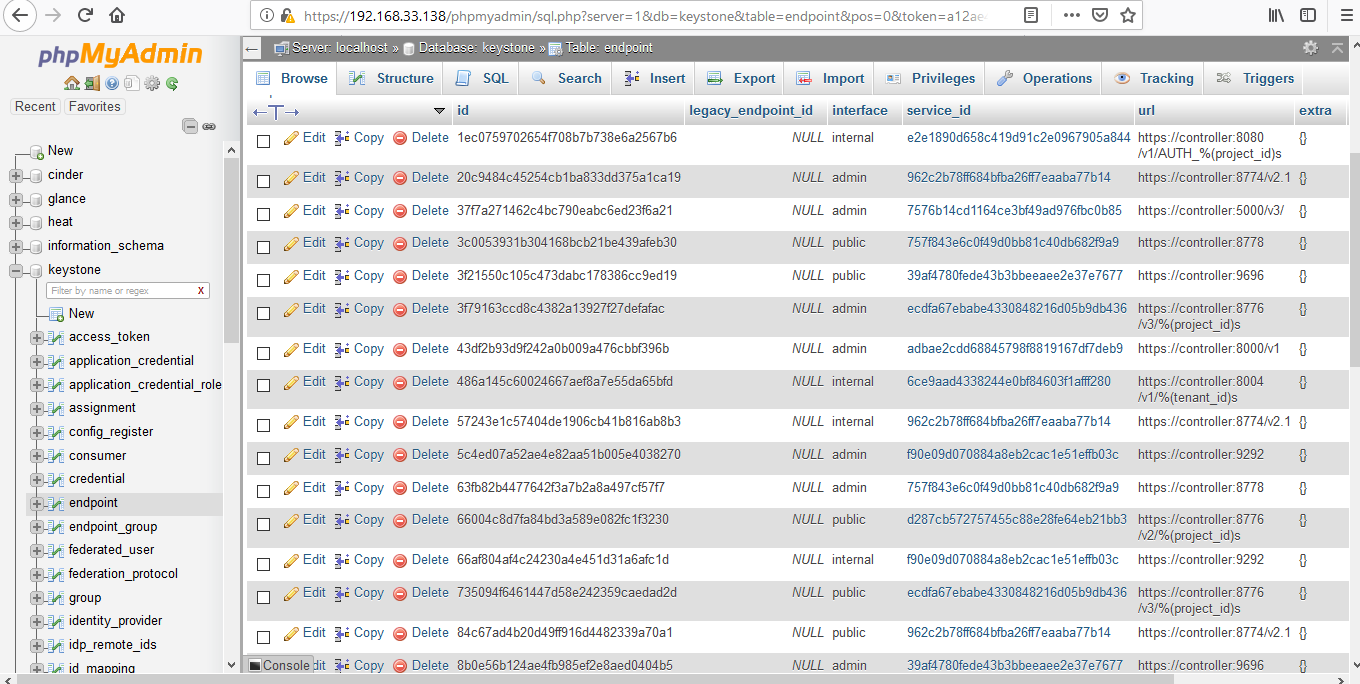 https://192.168.33.138/phpmyadmin/sql.php?server=1&db=keystone&table=endpoint&pos=0&token=a12ae
phpMyAdmin
Recent Favorites
New
cinder
glance
heat
information_schema
keystone
Filter by name or regex X
New
access_token
application_credential
application_credential_role
assignment
config_register
consumer
credential
endpoint
endpoint_group
federated_user
federation_protocol
group
identity_provider
idp_remote_ids
id_mapping
Server: localhost » Database: keystone » Table: endpoint
Browse Structure SQL Search Insert Export Import Privileges Operations Tracking Triggers
←T→ id legacy_endpoint_id interface service_id url extra
Edit Copy Delete 1ec0759702654f708b7b738e6a2567b6 NULL internal e2e1890d658c419d91c2e0967905a844 https://controller:8080 {}
/v1/AUTH_%(project_id)s
Edit Copy Delete 20c9484c45254cb1ba833dd375a1ca19 NULL admin 962c2b78ff684bfba26ff7eaaba77b14 https://controller:8774/v2.1 {}
Edit Copy Delete 37f7a271462c4bc790eabc6ed23f6a21 NULL admin 7576b14cd1164ce3bf49ad976fbc0b85 https://controller:5000/v3/ {}
Edit Copy Delete 3c0053931b304168bcb21be439afeb30 NULL public 757f843e6c0f49d0bb81c40db682f9a9 https://controller:8778 {}
Edit Copy Delete 3f21550c105c473dabc178386cc9ed19 NULL public 39af4780fede43b3bbeeaee2e37e7677 https://controller:9696 {}
Edit Copy Delete 3f79163ccd8c4382a13927f27defafac NULL admin ecdfa67ebabe4330848216d05b9db436 https://controller:8776 {}
/v3/%(project_id)s
Edit Copy Delete 43df2b93d9f242a0b009a476cbbf396b NULL admin adbae2cdd68845798f8819167df7deb9 https://controller:8000/v1 {}
Edit Copy Delete 486a145c60024667aef8a7e55da65bfd NULL internal 6ce9aad4338244e0bf84603f1afff280 https://controller:8004 {}
/v1/%(tenant_id)s
Edit Copy Delete 57243e1c57404de1906cb41b816ab8b3 NULL internal 962c2b78ff684bfba26ff7eaaba77b14 https://controller:8774/v2.1 {}
Edit Copy Delete 5c4ed07a52ae4e82aa51b005e4038270 NULL admin f90e09d070884a8eb2cac1e51effb03c https://controller:9292 {}
Edit Copy Delete 63fb82b4477642f3a7b2a8a497cf57f7 NULL admin 757f843e6c0f49d0bb81c40db682f9a9 https://controller:8778 {}
Edit Copy Delete 66004c8d7fa84bd3a589e082fc1f3230 NULL public d287cb572757455c88e28fe64eb21bb3 https://controller:8776 {}
/v2/%(project_id)s
Edit Copy Delete 66af804af4c24230a4e451d31a6afc1d NULL internal f90e09d070884a8eb2cac1e51effb03c https://controller:9292 {}
Edit Copy Delete 735094f6461447d58e242359caedad2d NULL public ecdfa67ebabe4330848216d05b9db436 https://controller:8776 {}
/v3/%(project_id)s
Edit Copy Delete 84c67ad4b20d49ff916d4482339a70a1 NULL public 962c2b78ff684bfba26ff7eaaba77b14 https://controller:8774/v2.1 {}
Console dit Copy Delete 8b0e56b124ae4fb985ef2e8aed0404b5 NULL admin 39af4780fede43b3bbeeaee2e37e7677 https://controller:9696 {}